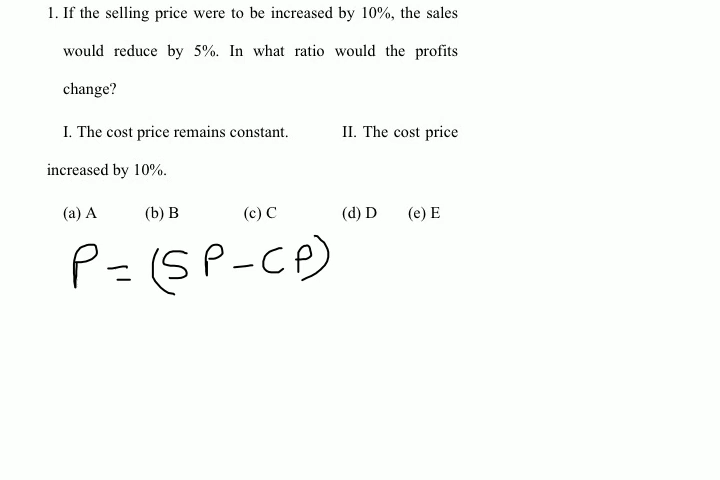 1. If the selling price were to be increased by 10%, the sales
would reduce by 5%. In what ratio would the profits
change?
I. The cost price remains constant. II. The cost price
increased by 10%.
(a) A (b) B (c) C (d) D (e) E
P = (SP-CP)